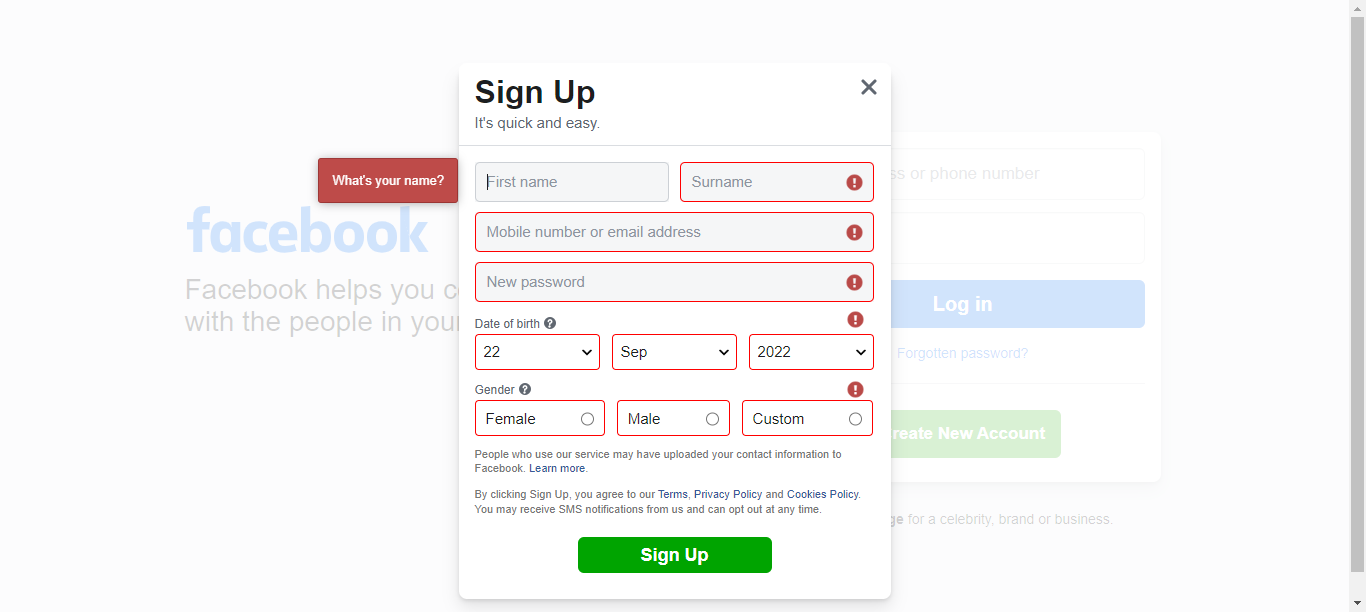 Sign Up
It's quick and easy.
What's your name?
First name
Surname
Mobile number or email address
New password
Date of birth
22
Sep
2022
Gender
Female
Male
Custom
People who use our service may have uploaded your contact information to
Facebook. Learn more.
By clicking Sign Up, you agree to our Terms, Privacy Policy and Cookies Policy.
You may receive SMS notifications from us and can opt out at any time.
Sign Up
facebook
Facebook helps you
with the people in your
or phone number
Log in
Forgotten password?
New Account
for a celebrity, brand or business.